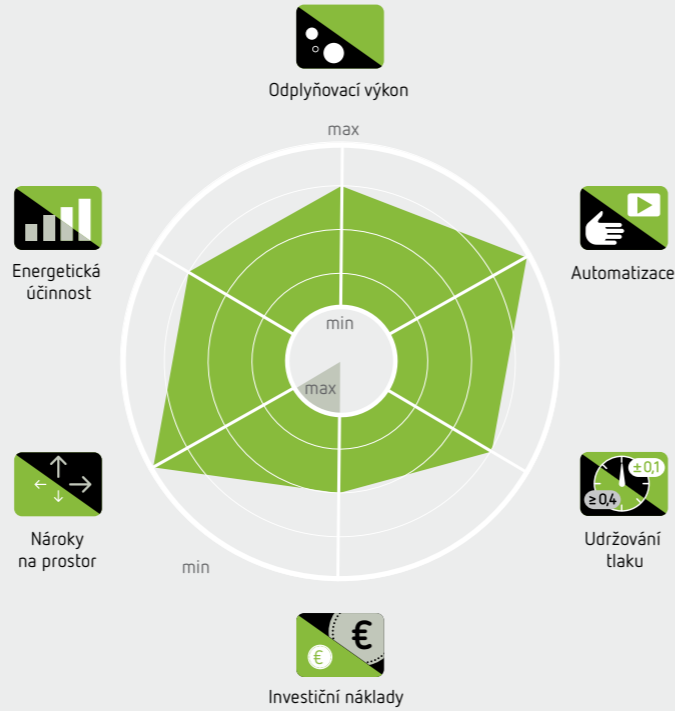 Odplyňovací výkon
max
Energetická
účinnost
Automatizace
min
max
± 0,1
≥ 0,4
Nároky
na prostor
Udržování
tlaku
min
€
€
Investiční náklady